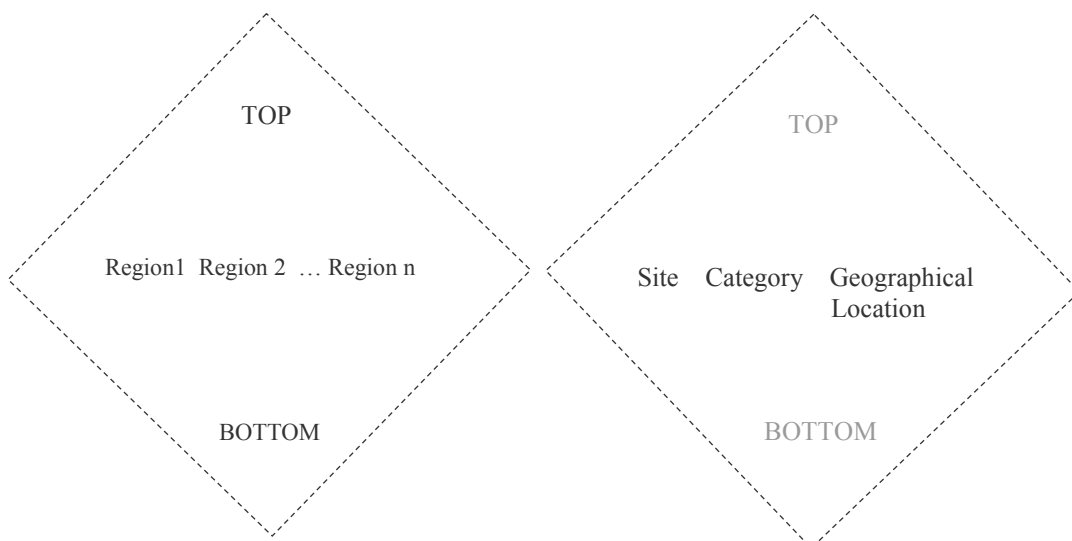 TOP
Region1 Region 2 … Region n
BOTTOM
TOP
Site Category Geographical
Location
BOTTOM